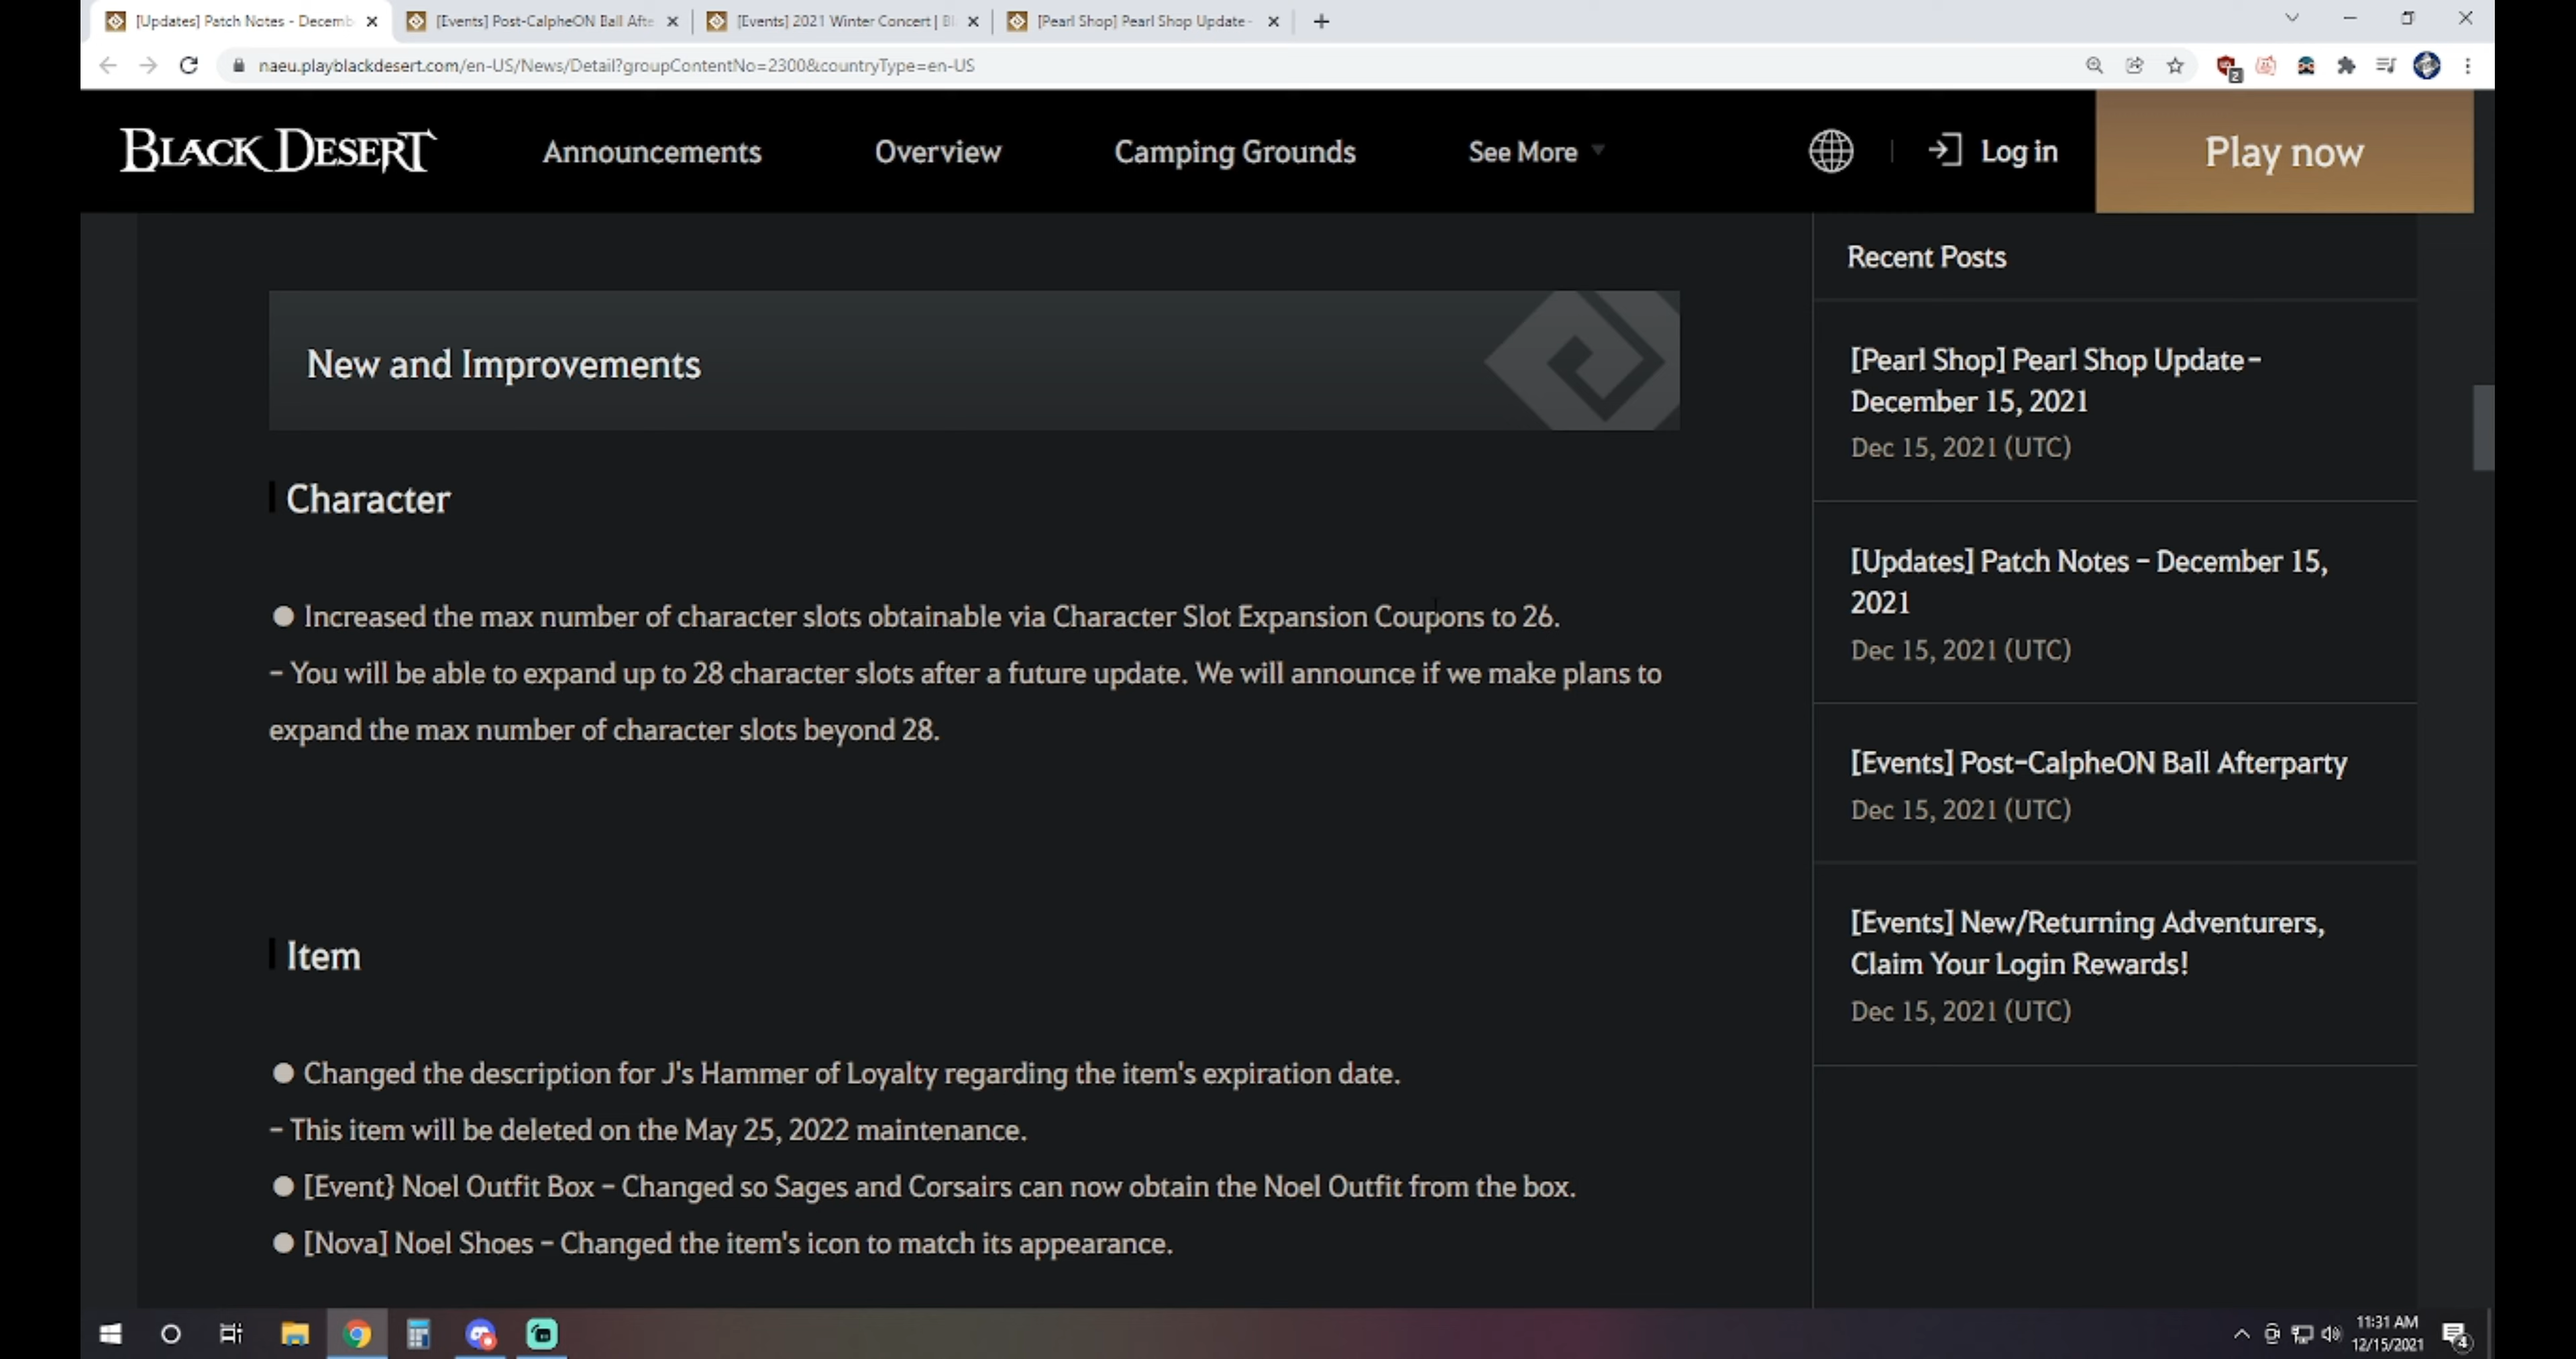 [Updates] Patch Notes - Decemb
[Events] Post-CalpheON Ball Afte
[Events] 2021 Winter Concert | Bl
[Pearl Shop] Pearl Shop Update -
naeu.playblackdesert.com/en-US/News/Detail?groupContentNo=2300&countryType=en-US
2
BLACK DESERT
Announcements
Overview
Camping Grounds
See More
Log in
Play now
New and Improvements
Character
● Increased the max number of character slots obtainable via Character Slot Expansion Coupons to 26.
- You will be able to expand up to 28 character slots after a future update. We will announce if we make plans to
expand the max number of character slots beyond 28.
Item
● Changed the description for J's Hammer of Loyalty regarding the item's expiration date.
- This item will be deleted on the May 25, 2022 maintenance.
● [Event} Noel Outfit Box - Changed so Sages and Corsairs can now obtain the Noel Outfit from the box.
● [Nova] Noel Shoes - Changed the item's icon to match its appearance.
Recent Posts
[Pearl Shop] Pearl Shop Update -
December 15, 2021
Dec 15, 2021 (UTC)
[Updates] Patch Notes - December 15,
2021
Dec 15, 2021 (UTC)
[Events] Post-CalpheON Ball Afterparty
Dec 15, 2021 (UTC)
[Events] New/Returning Adventurers,
Claim Your Login Rewards!
Dec 15, 2021 (UTC)
11:31 AM
12/15/2021
4